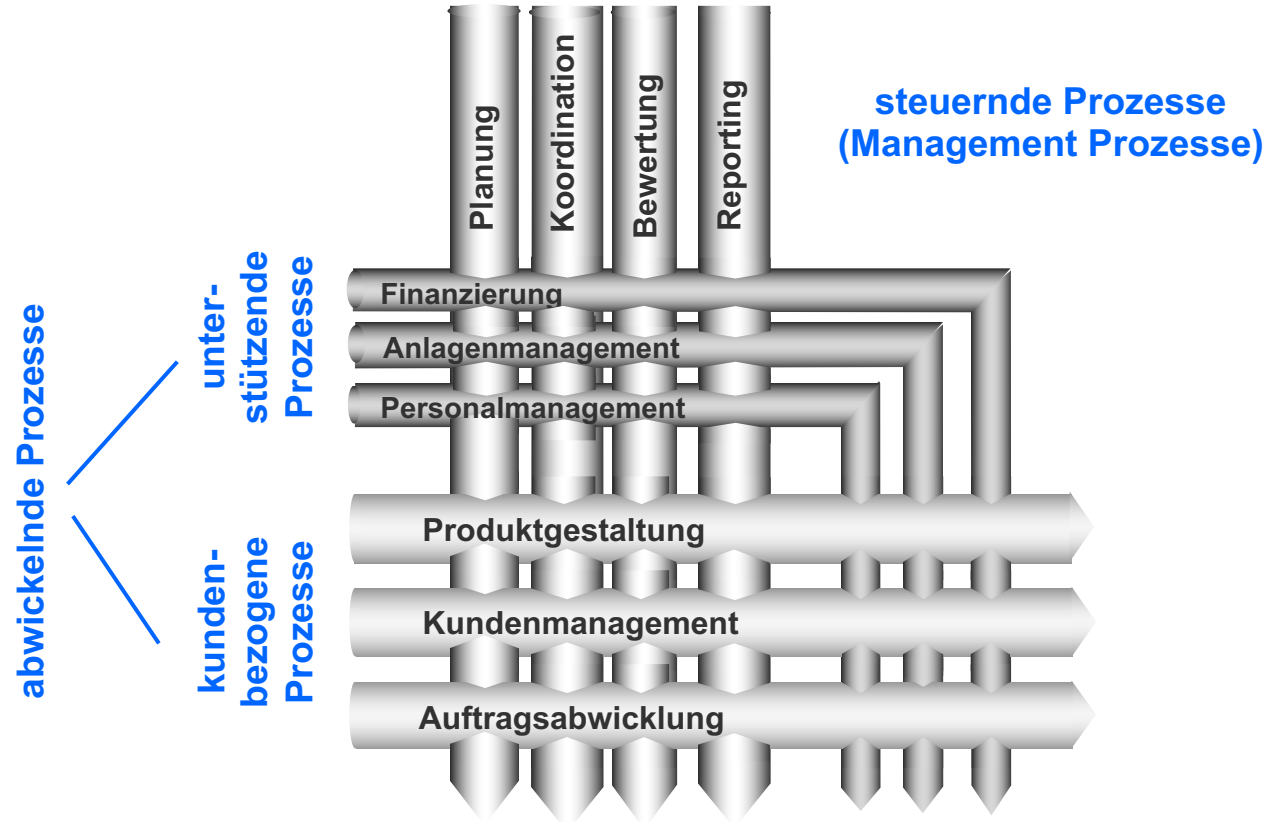 Planung
Koordination
Bewertung
Reporting
steuernde Prozesse
(Management Prozesse)
abwickelnde Prozesse
unter-
stützende
Prozesse
Finanzierung
Anlagenmanagement
Personalmanagement
kunden-
bezogene
Prozesse
Produktgestaltung
Kundenmanagement
Auftragsabwicklung